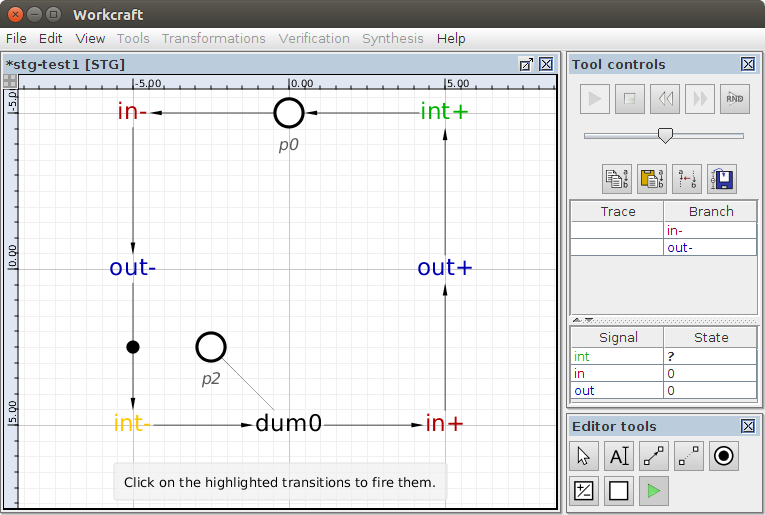 Workcraft
File Edit View Tools Transformations Verification Synthesis Help
*stg-test1 [STG]
-5.00 0.00 5.00
-5.0
0.00
5.00
in- int+
p0
out- out+
p2
int- dum0 in+
Click on the highlighted transitions to fire them.
Tool controls
RND
a b
a b
a b
a b
Trace Branch
in-
out-
Signal State
int ?
in 0
out 0
Editor tools
A